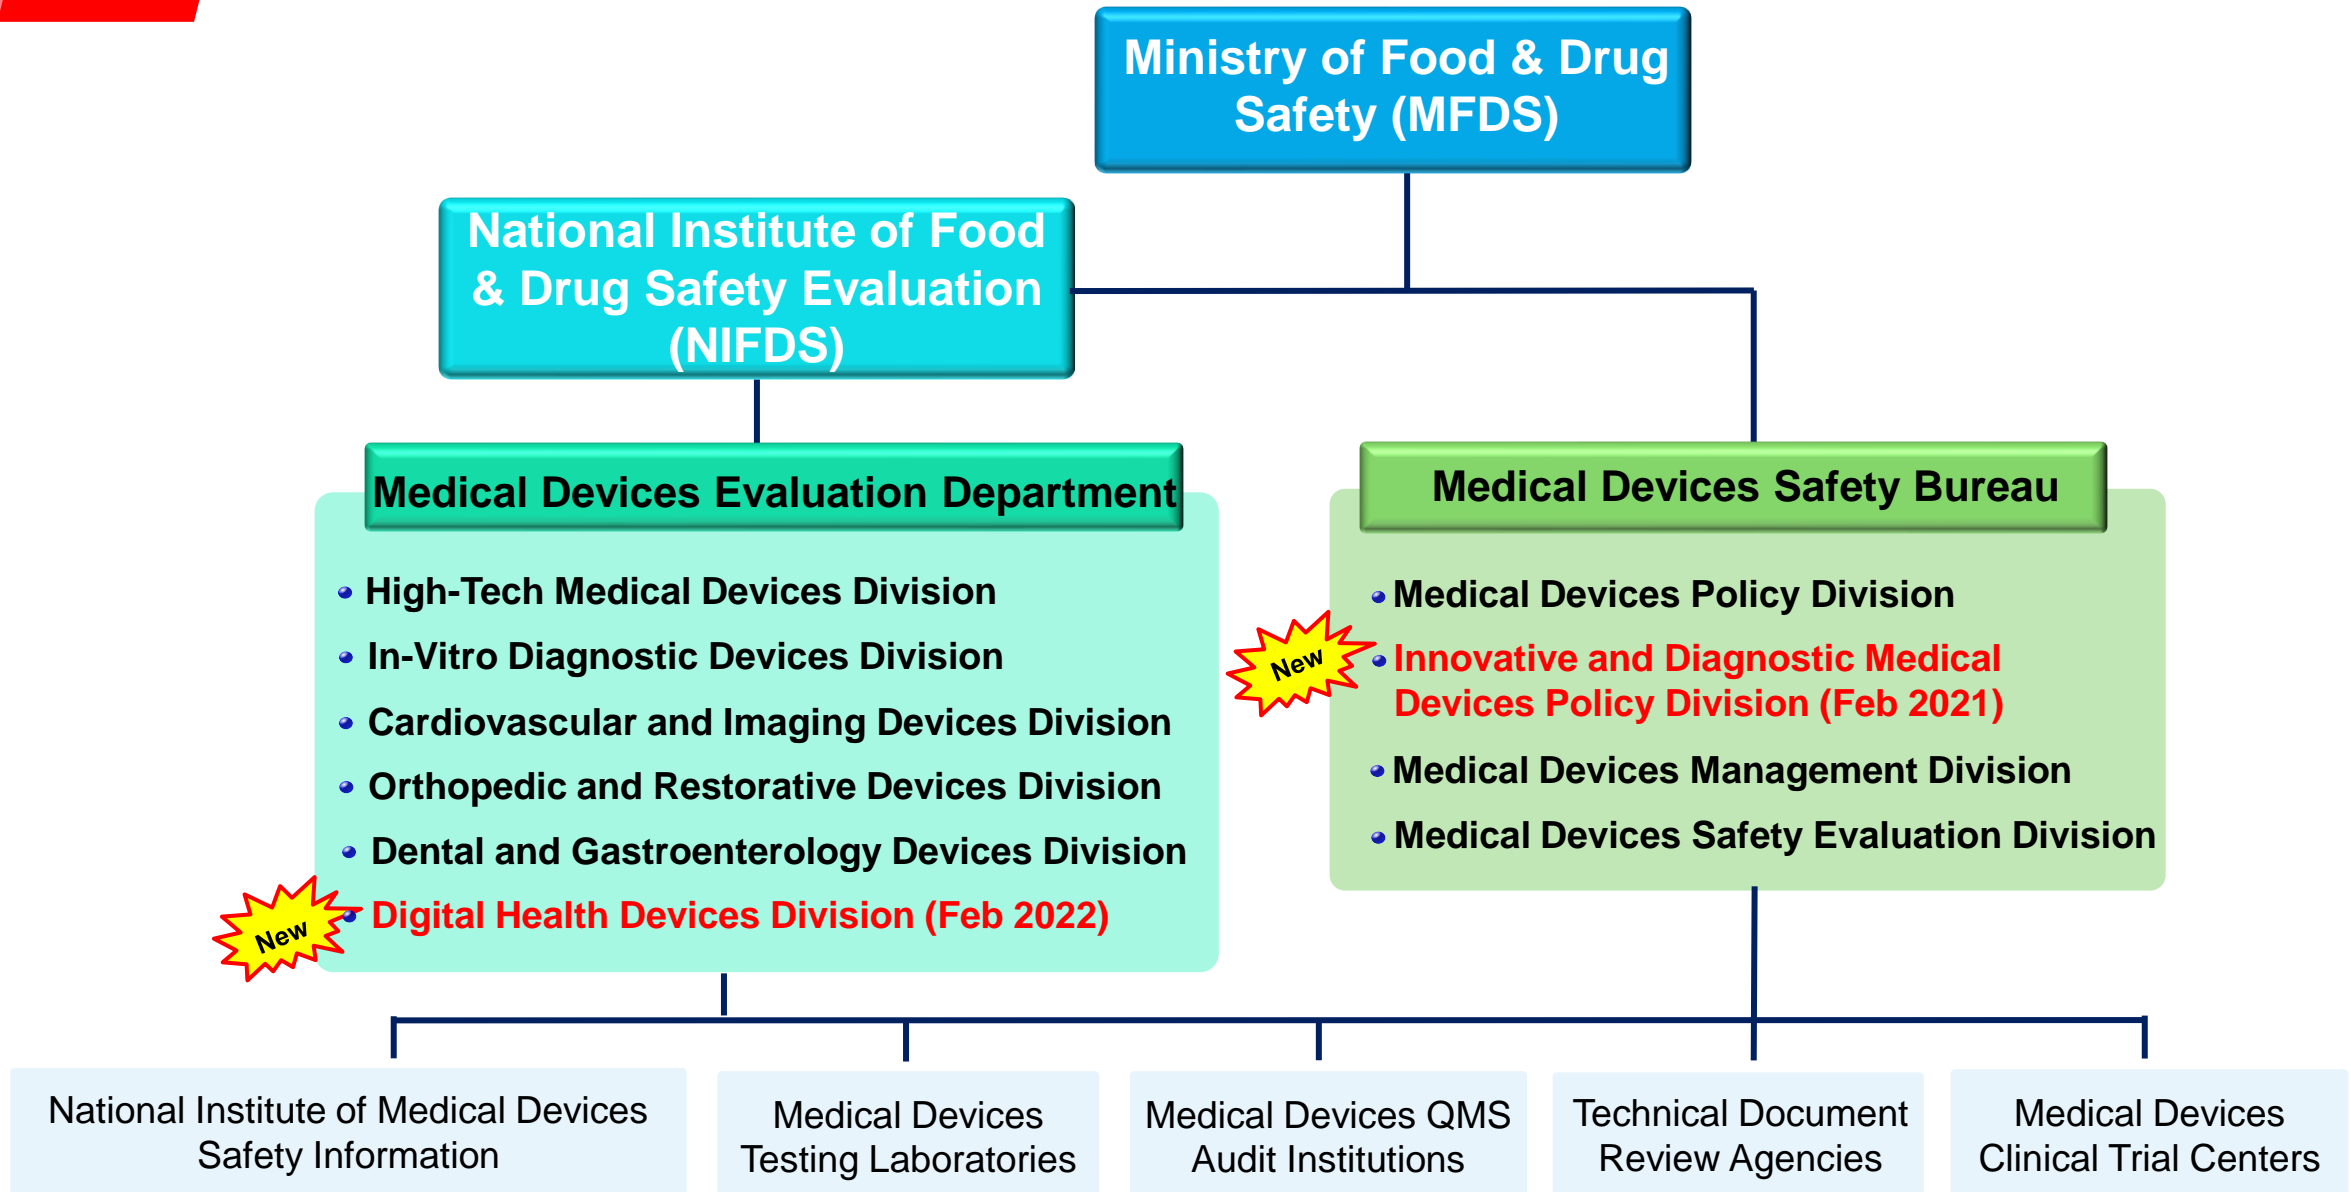 Ministry of Food & Drug
Safety (MFDS)
National Institute of Food
& Drug Safety Evaluation
(NIFDS)
Medical Devices Evaluation Department
High-Tech Medical Devices Division
In-Vitro Diagnostic Devices Division
Cardiovascular and Imaging Devices Division
Orthopedic and Restorative Devices Division
Dental and Gastroenterology Devices Division
New
Digital Health Devices Division (Feb 2022)
Medical Devices Safety Bureau
Medical Devices Policy Division
New
Innovative and Diagnostic Medical
Devices Policy Division (Feb 2021)
Medical Devices Management Division
Medical Devices Safety Evaluation Division
National Institute of Medical Devices
Safety Information
Medical Devices
Testing Laboratories
Medical Devices QMS
Audit Institutions
Technical Document
Review Agencies
Medical Devices
Clinical Trial Centers